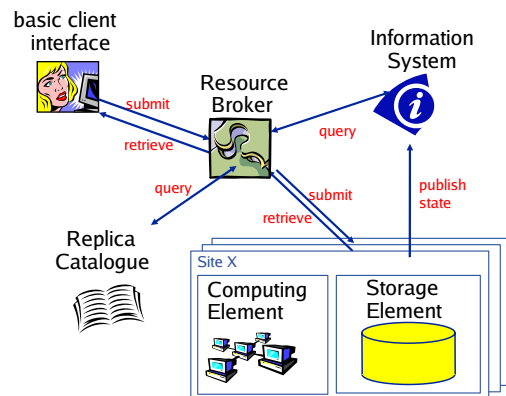 basic client
interface
Information
System
Resource
Broker
submit
retrieve
query
query
submit
retrieve
publish
state
Replica
Catalogue
Site X
Computing
Element
Storage
Element